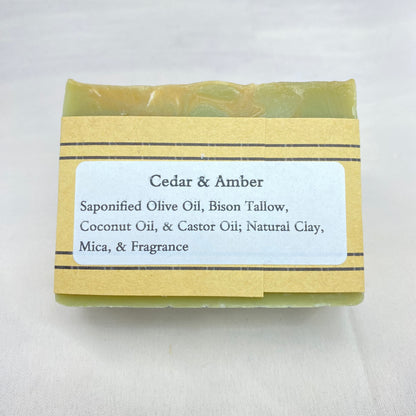 Cedar & Amber
Saponified Olive Oil, Bison Tallow,
Coconut Oil, & Castor Oil; Natural Clay,
Mica, & Fragrance